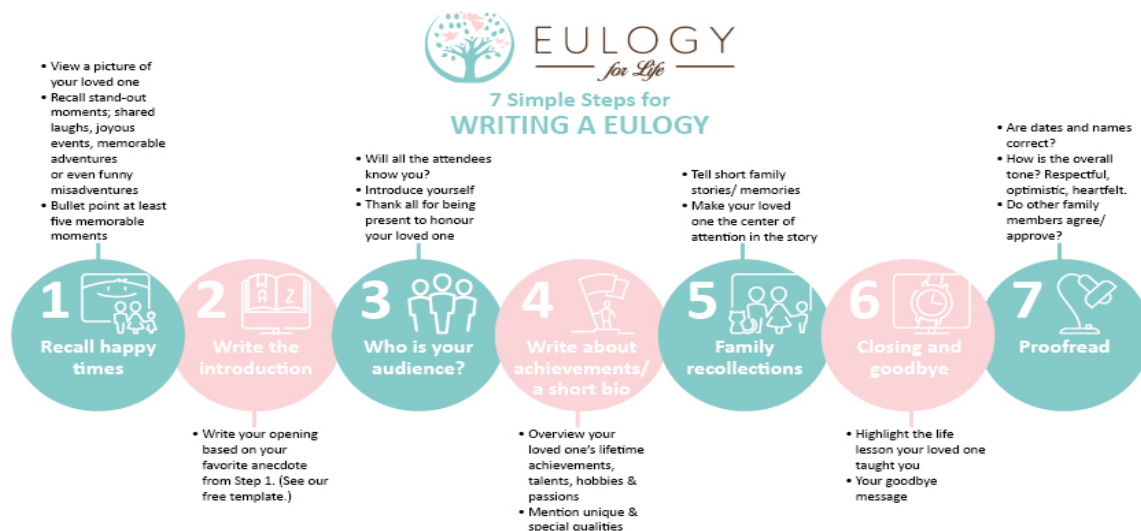 EULOGY
for Life
7 Simple Steps for
WRITING A EULOGY
• View a picture of
your loved one
• Recall stand-out
moments; shared
laughs, joyous
events, memorable
adventures
or even funny
misadventures
• Bullet point at least
five memorable
moments
1
Recall happy
times
A Z
2
Write the
introduction
• Write your opening
based on your
favorite anecdote
from Step 1. (See our
free template.)
• Will all the attendees
know you?
• Introduce yourself
• Thank all for being
present to honour
your loved one
3
Who is your
audience?
4
Write about
achievements/
a short bio
• Overview your
loved one's lifetime
achievements,
talents, hobbies &
passions
• Mention unique &
special qualities
• Tell short family
stories/ memories
• Make your loved
one the center of
attention in the story
5
Family
recollections
6
Closing and
goodbye
• Highlight the life
lesson your loved one
taught you
• Your goodbye
message
• Are dates and names
correct?
• How is the overall
tone? Respectful,
optimistic, heartfelt.
• Do other family
members agree/
approve?
7
Proofread